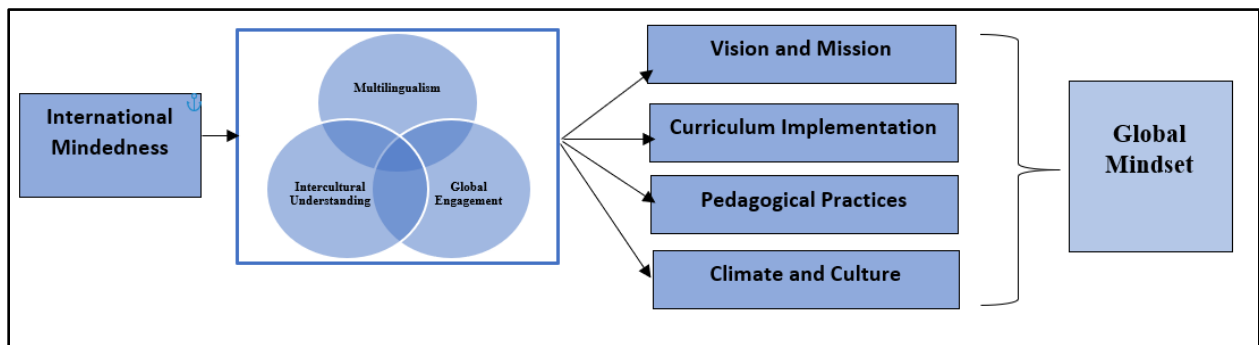 International
Mindedness
Multilingualism
Intercultural
Understanding
Global
Engagement
Vision and Mission
Curriculum Implementation
Pedagogical Practices
Climate and Culture
Global
Mindset